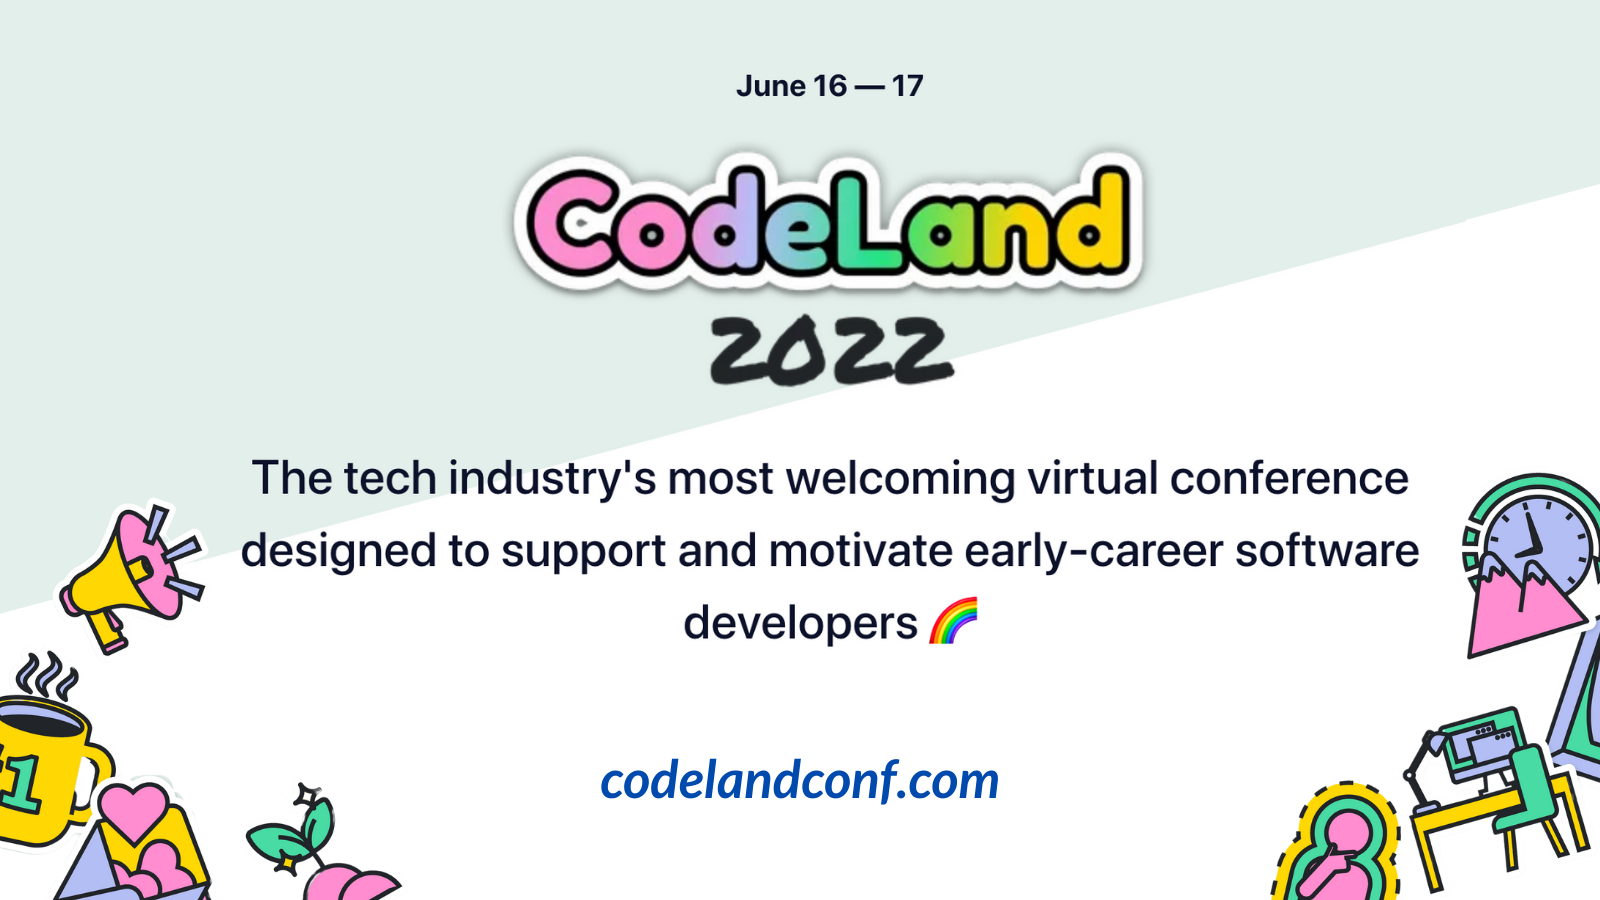 June 16 — 17
CodeLand
2022
The tech industry's most welcoming virtual conference
designed to support and motivate early-career software
developers 🌈
1
codelandconf.com